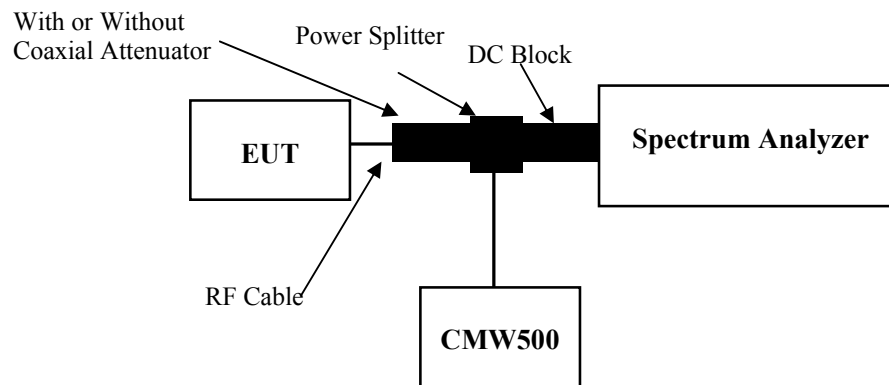 With or Without
Coaxial Attenuator
Power Splitter
DC Block
EUT
Spectrum Analyzer
RF Cable
CMW500